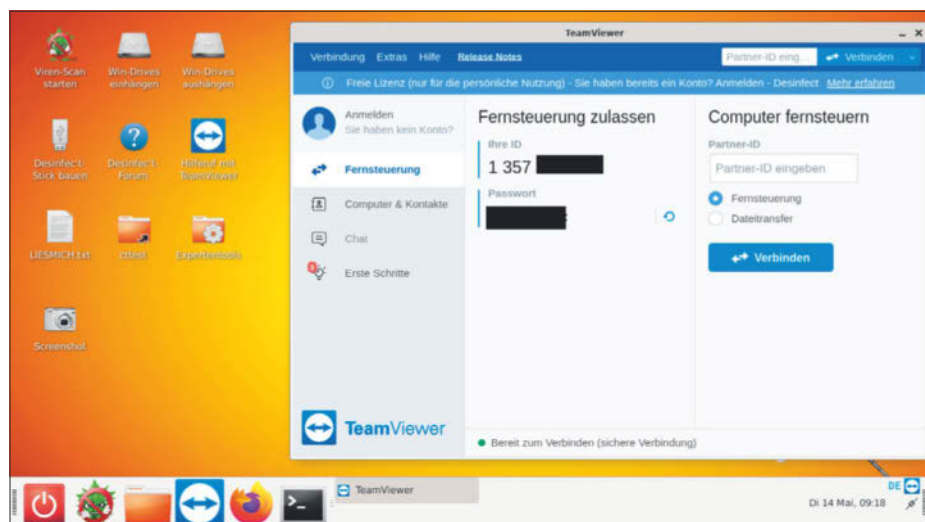 Viren-Scan
starten
Win-Drives
einhängen
Win-Drives
aushängen
Desinfec't-
Stick bauen
Desinfec't-
Forum
Hilferuf mit
TeamViewer
LIESMICH.txt
cttest
Expertentools
Screenshot
TeamViewer
Verbindung Extras Hilfe Release Notes
Partner-ID eing... Verbinden
Freie Lizenz (nur für die persönliche Nutzung) - Sie haben bereits ein Konto? Anmelden - Desinfect Mehr erfahren
Anmelden
Sie haben kein Konto?
Fernsteuerung
Computer & Kontakte
Chat
Erste Schritte
TeamViewer
Fernsteuerung zulassen
Ihre ID
1 357
Passwort
Computer fernsteuern
Partner-ID
Partner-ID eingeben
Fernsteuerung
Dateitransfer
Verbinden
Bereit zum Verbinden (sichere Verbindung)
TeamViewer
DE
Di 14 Mai, 09:18